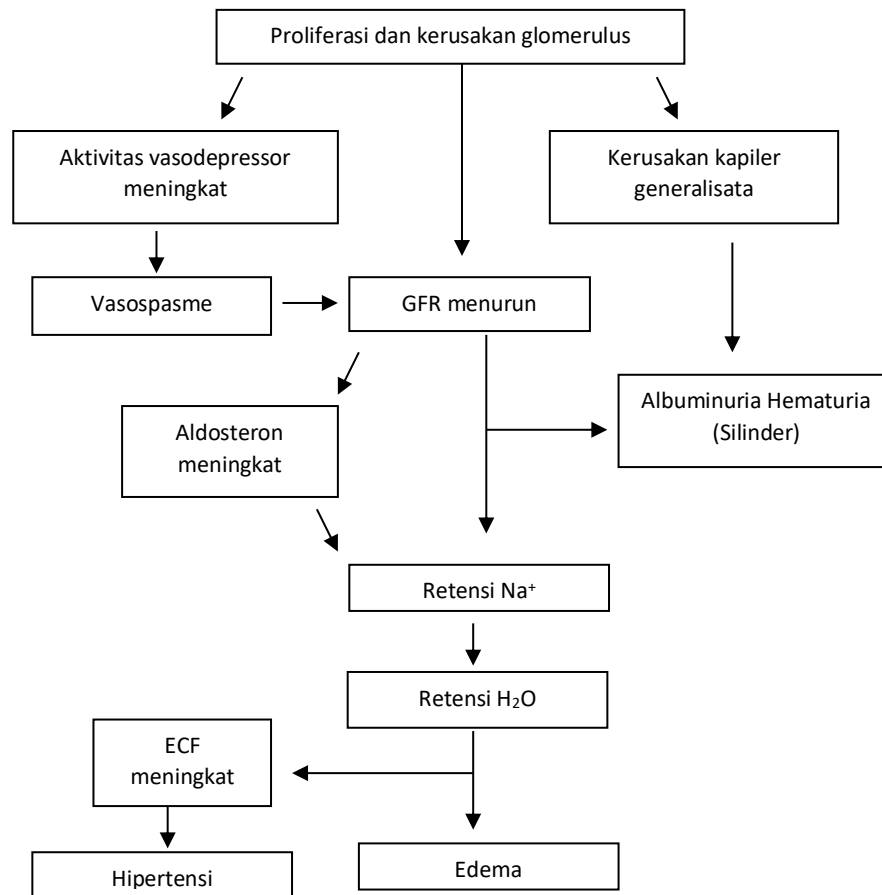 Proliferasi dan kerusakan glomerulus
Aktivitas vasodepressor
meningkat
Kerusakan kapiler
generalisata
Vasospasme
GFR menurun
Aldosteron
meningkat
Albuminuria Hematuria
(Silinder)
Retensi Na⁺
Retensi H₂O
ECF
meningkat
Hipertensi
Edema